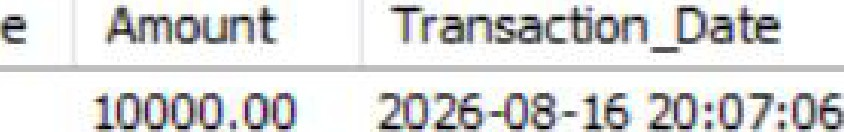 e Amount Transaction_Date
10000.00 2026-08-16 20:07:06